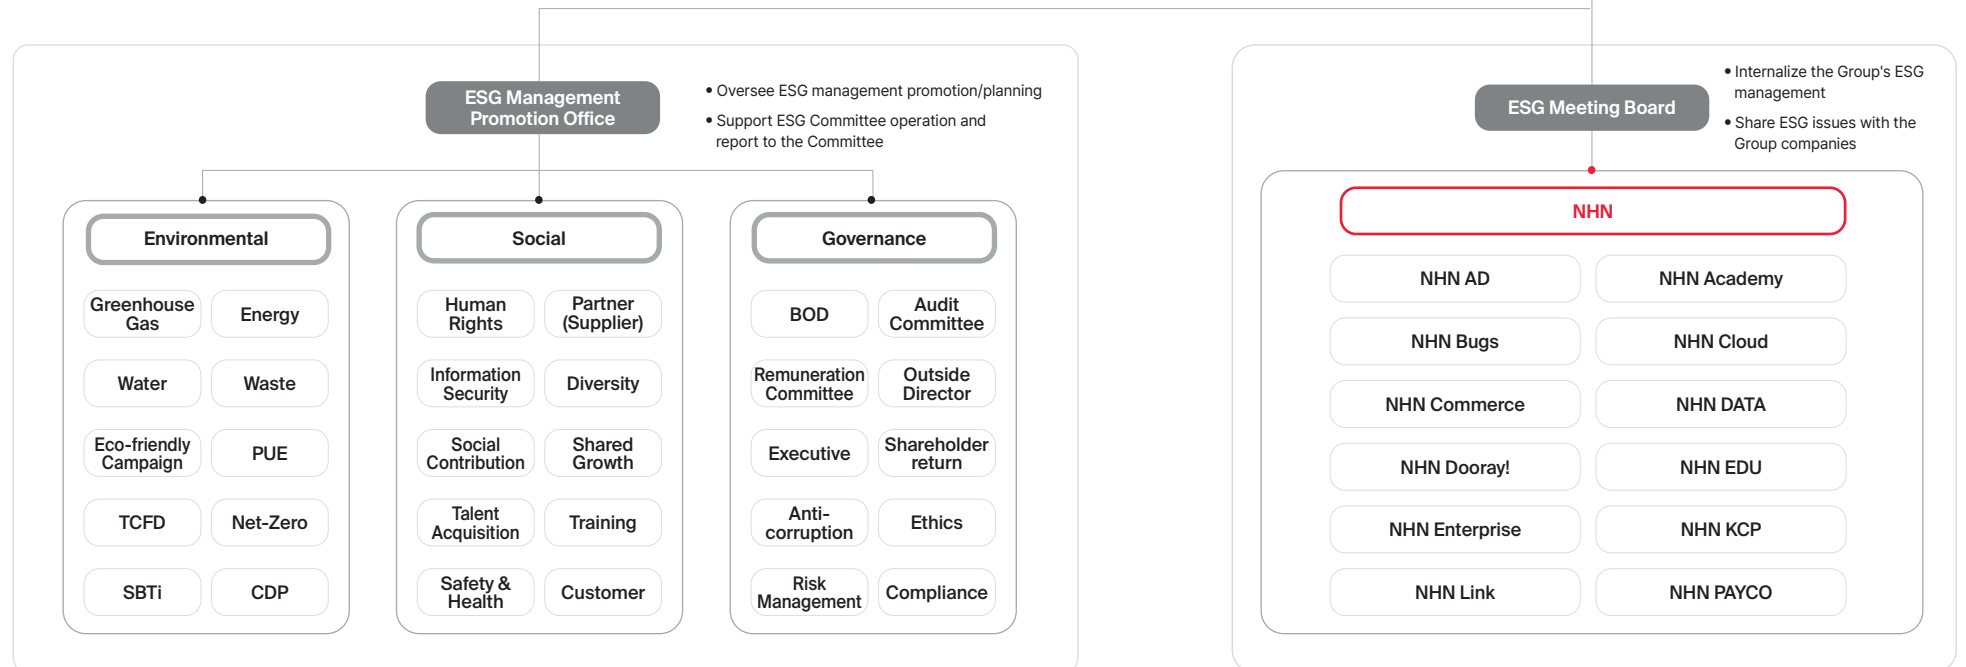 ESG Management
Promotion Office
• Oversee ESG management promotion/planning
• Support ESG Committee operation and
report to the Committee
Environmental
Greenhouse
Gas
Energy
Water
Waste
Eco-friendly
Campaign
PUE
TCFD
Net-Zero
SBTi
CDP
Social
Human
Rights
Partner
(Supplier)
Information
Security
Diversity
Social
Contribution
Shared
Growth
Talent
Acquisition
Training
Safety &
Health
Customer
Governance
BOD
Audit
Committee
Remuneration
Committee
Outside
Director
Executive
Shareholder
return
Anti-
corruption
Ethics
Risk
Management
Compliance
ESG Meeting Board
• Internalize the Group's ESG
management
• Share ESG issues with the
Group companies
NHN
NHN AD
NHN Academy
NHN Bugs
NHN Cloud
NHN Commerce
NHN DATA
NHN Dooray!
NHN EDU
NHN Enterprise
NHN KCP
NHN Link
NHN PAYCO